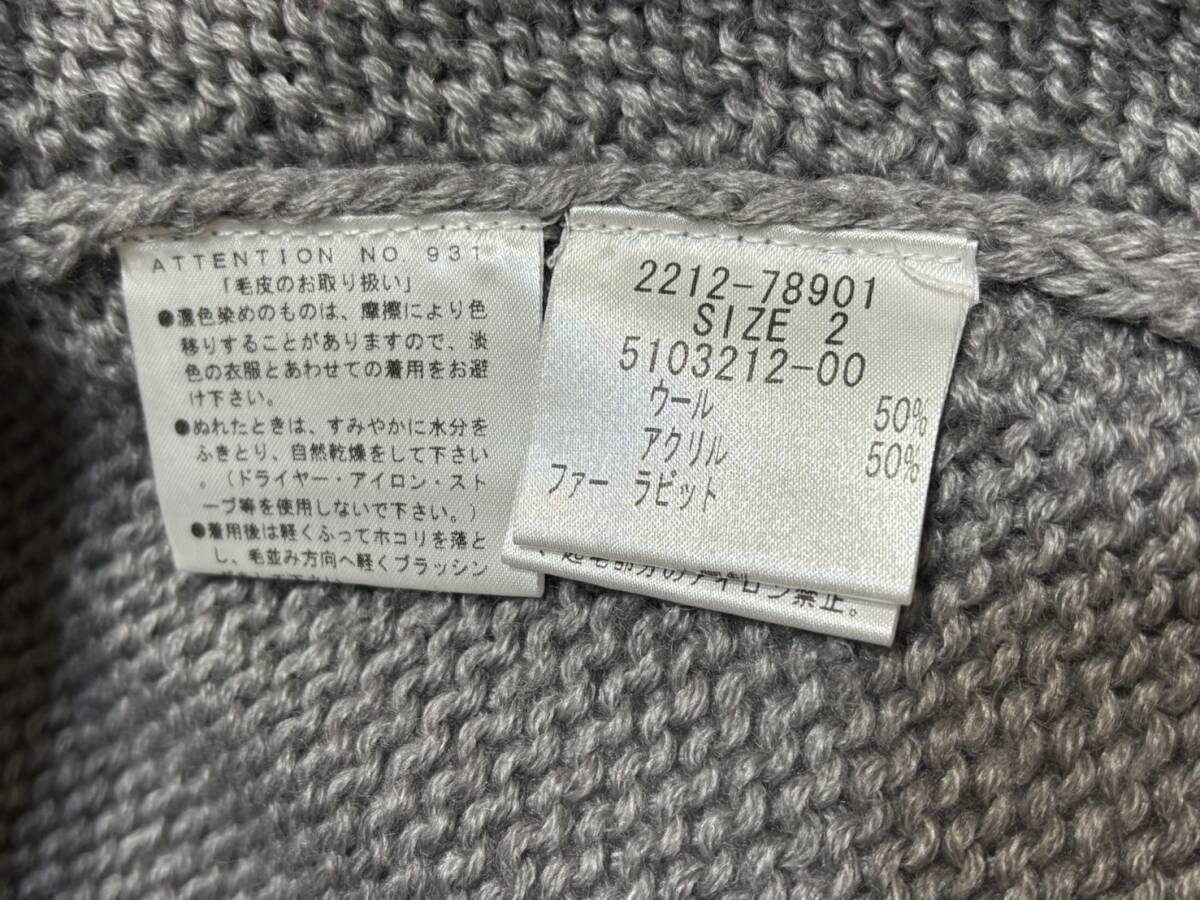 ATTENTION NO. 931
「毛皮のお取り扱い」
●濃色染めのものは、摩擦により色
移りすることがありますので、淡
色の衣服とあわせての着用をお避
け下さい。
●ぬれたときは、すみやかに水分を
ふきとり、自然乾燥をして下さい
。（ドライヤー・アイロン・スト
ーブ等を使用しないで下さい。）
●着用後は軽くふってホコリを落と
し、毛並み方向へ軽くブラッシン
2212-78901
SIZE 2
5103212-00
ウール 50%
アクリル 50%
ファー ラビット
起毛部分のアイロン禁止。